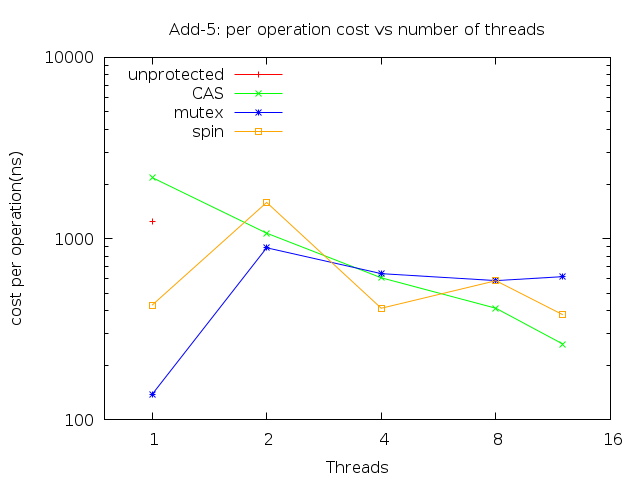 Add-5: per operation cost vs number of threads
10000
unprotected
CAS
mutex
spin
cost per operation(ns)
1000
100
1 2 4 8 16
Threads